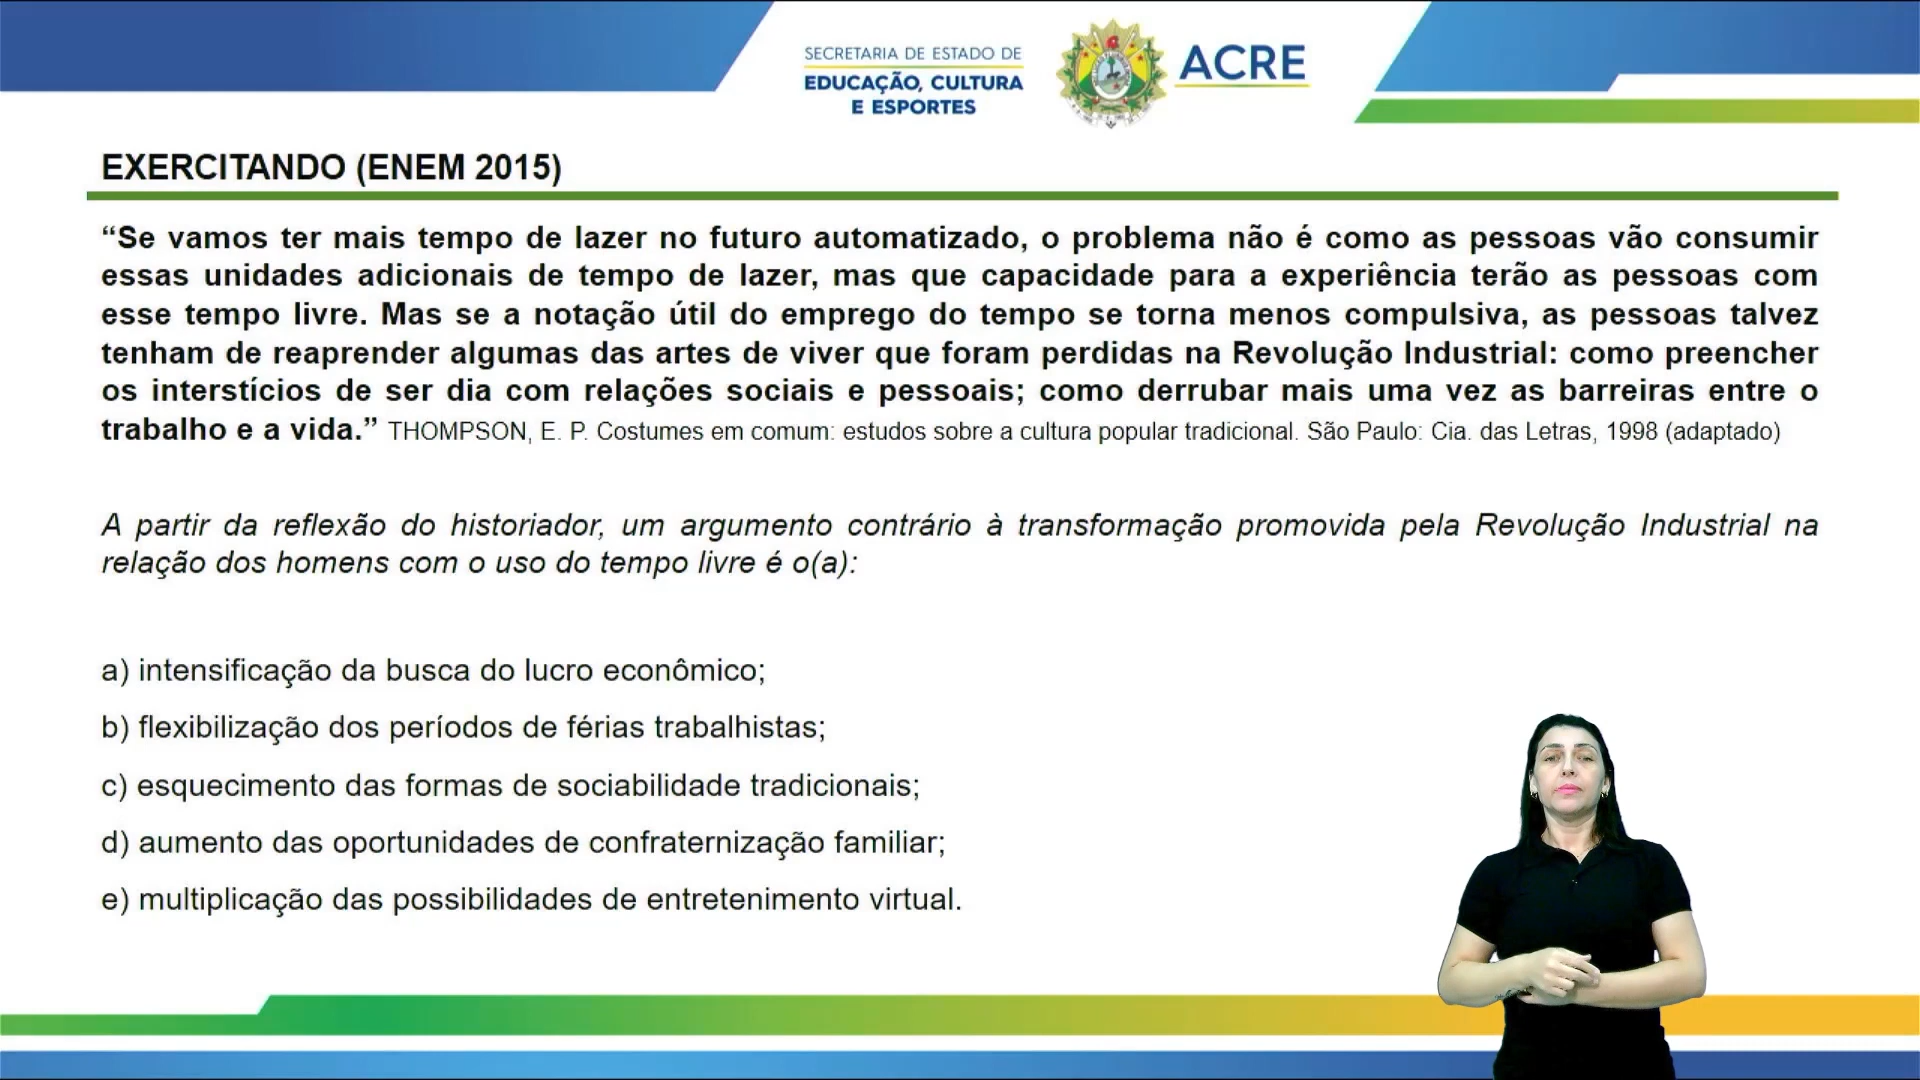 SECRETARIA DE ESTADO DE
EDUCAÇÃO, CULTURA
E ESPORTES
ACRE
EXERCITANDO (ENEM 2015)
“Se vamos ter mais tempo de lazer no futuro automatizado, o problema não é como as pessoas vão consumir
essas unidades adicionais de tempo de lazer, mas que capacidade para a experiência terão as pessoas com
esse tempo livre. Mas se a notação útil do emprego do tempo se torna menos compulsiva, as pessoas talvez
tenham de reaprender algumas das artes de viver que foram perdidas na Revolução Industrial: como preencher
os interstícios de ser dia com relações sociais e pessoais; como derrubar mais uma vez as barreiras entre o
trabalho e a vida.” THOMPSON, E. P. Costumes em comum: estudos sobre a cultura popular tradicional. São Paulo: Cia. das Letras, 1998 (adaptado)
A partir da reflexão do historiador, um argumento contrário à transformação promovida pela Revolução Industrial na
relação dos homens com o uso do tempo livre é o(a):
a) intensificação da busca do lucro econômico;
b) flexibilização dos períodos de férias trabalhistas;
c) esquecimento das formas de sociabilidade tradicionais;
d) aumento das oportunidades de confraternização familiar;
e) multiplicação das possibilidades de entretenimento virtual.